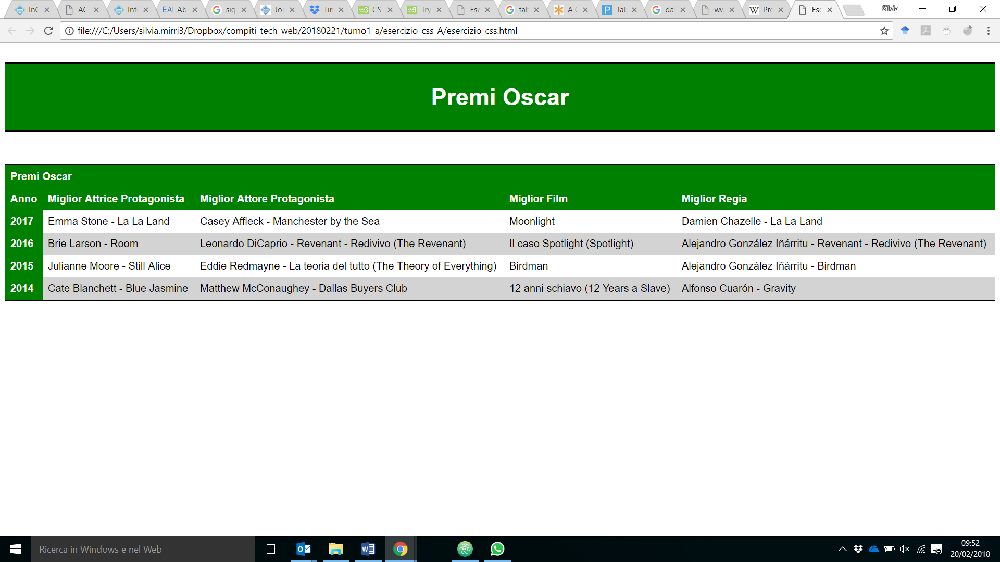 InC AC Inte EAI Ab sig Joi Tin CS Try Ese tab A C Tab da ww Pre Ese Silvia
file:///C:/Users/silvia.mirri3/Dropbox/compiti_tech_web/20180221/turno1_a/esercizio_css_A/esercizio_css.html
Premi Oscar
Premi Oscar
Anno Miglior Attrice Protagonista Miglior Attore Protagonista Miglior Film Miglior Regia
2017 Emma Stone - La La Land Casey Affleck - Manchester by the Sea Moonlight Damien Chazelle - La La Land
2016 Brie Larson - Room Leonardo DiCaprio - Revenant - Redivivo (The Revenant) Il caso Spotlight (Spotlight) Alejandro González Iñárritu - Revenant - Redivivo (The Revenant)
2015 Julianne Moore - Still Alice Eddie Redmayne - La teoria del tutto (The Theory of Everything) Birdman Alejandro González Iñárritu - Birdman
2014 Cate Blanchett - Blue Jasmine Matthew McConaughey - Dallas Buyers Club 12 anni schiavo (12 Years a Slave) Alfonso Cuarón - Gravity
Ricerca in Windows e nel Web
09:52
20/02/2018